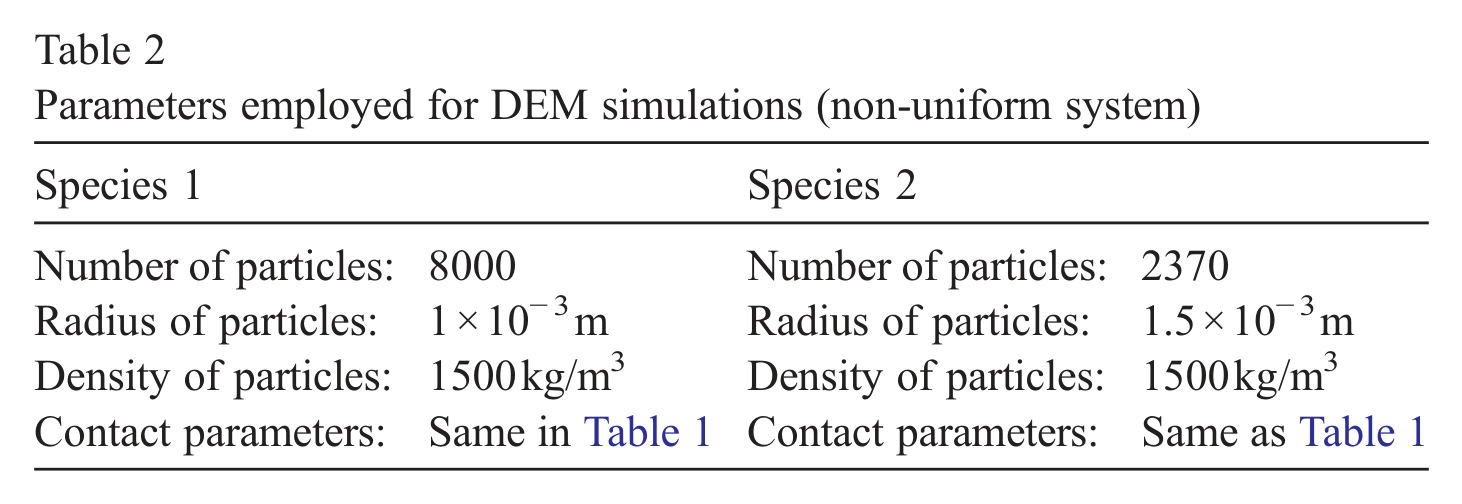 Table 2
Parameters employed for DEM simulations (non-uniform system)
Species 1 Species 2
Number of particles: 8000 Number of particles: 2370
Radius of particles: 1 × 10⁻³ m Radius of particles: 1.5 × 10⁻³ m
Density of particles: 1500 kg/m³ Density of particles: 1500 kg/m³
Contact parameters: Same in Table 1 Contact parameters: Same as Table 1